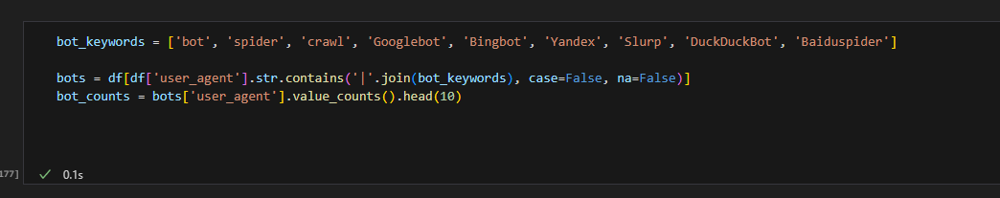 bot_keywords = ['bot', 'spider', 'crawl', 'Googlebot', 'Bingbot', 'Yandex', 'Slurp', 'DuckDuckBot', 'Baiduspider']
bots = df[df['user_agent'].str.contains('|'.join(bot_keywords), case=False, na=False)]
bot_counts = bots['user_agent'].value_counts().head(10)
177] ✓ 0.1s